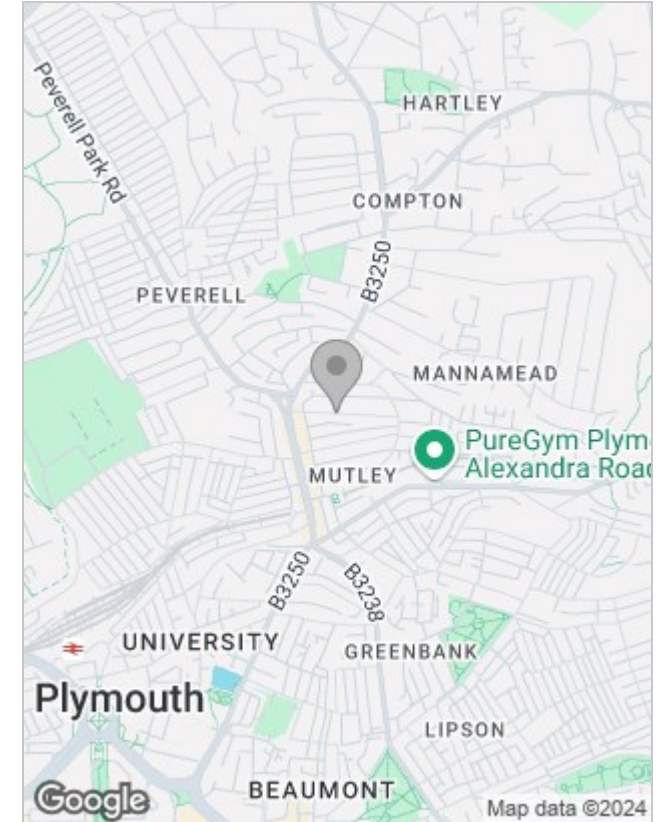 Peverell Park Rd
HARTLEY
COMPTON
B3250
PEVERELL
MANNAMEAD
PureGym Plym
Alexandra Road
MUTLEY
B3250
B3238
UNIVERSITY
GREENBANK
Plymouth
LIPSON
BEAUMONT
Google
Map data ©2024